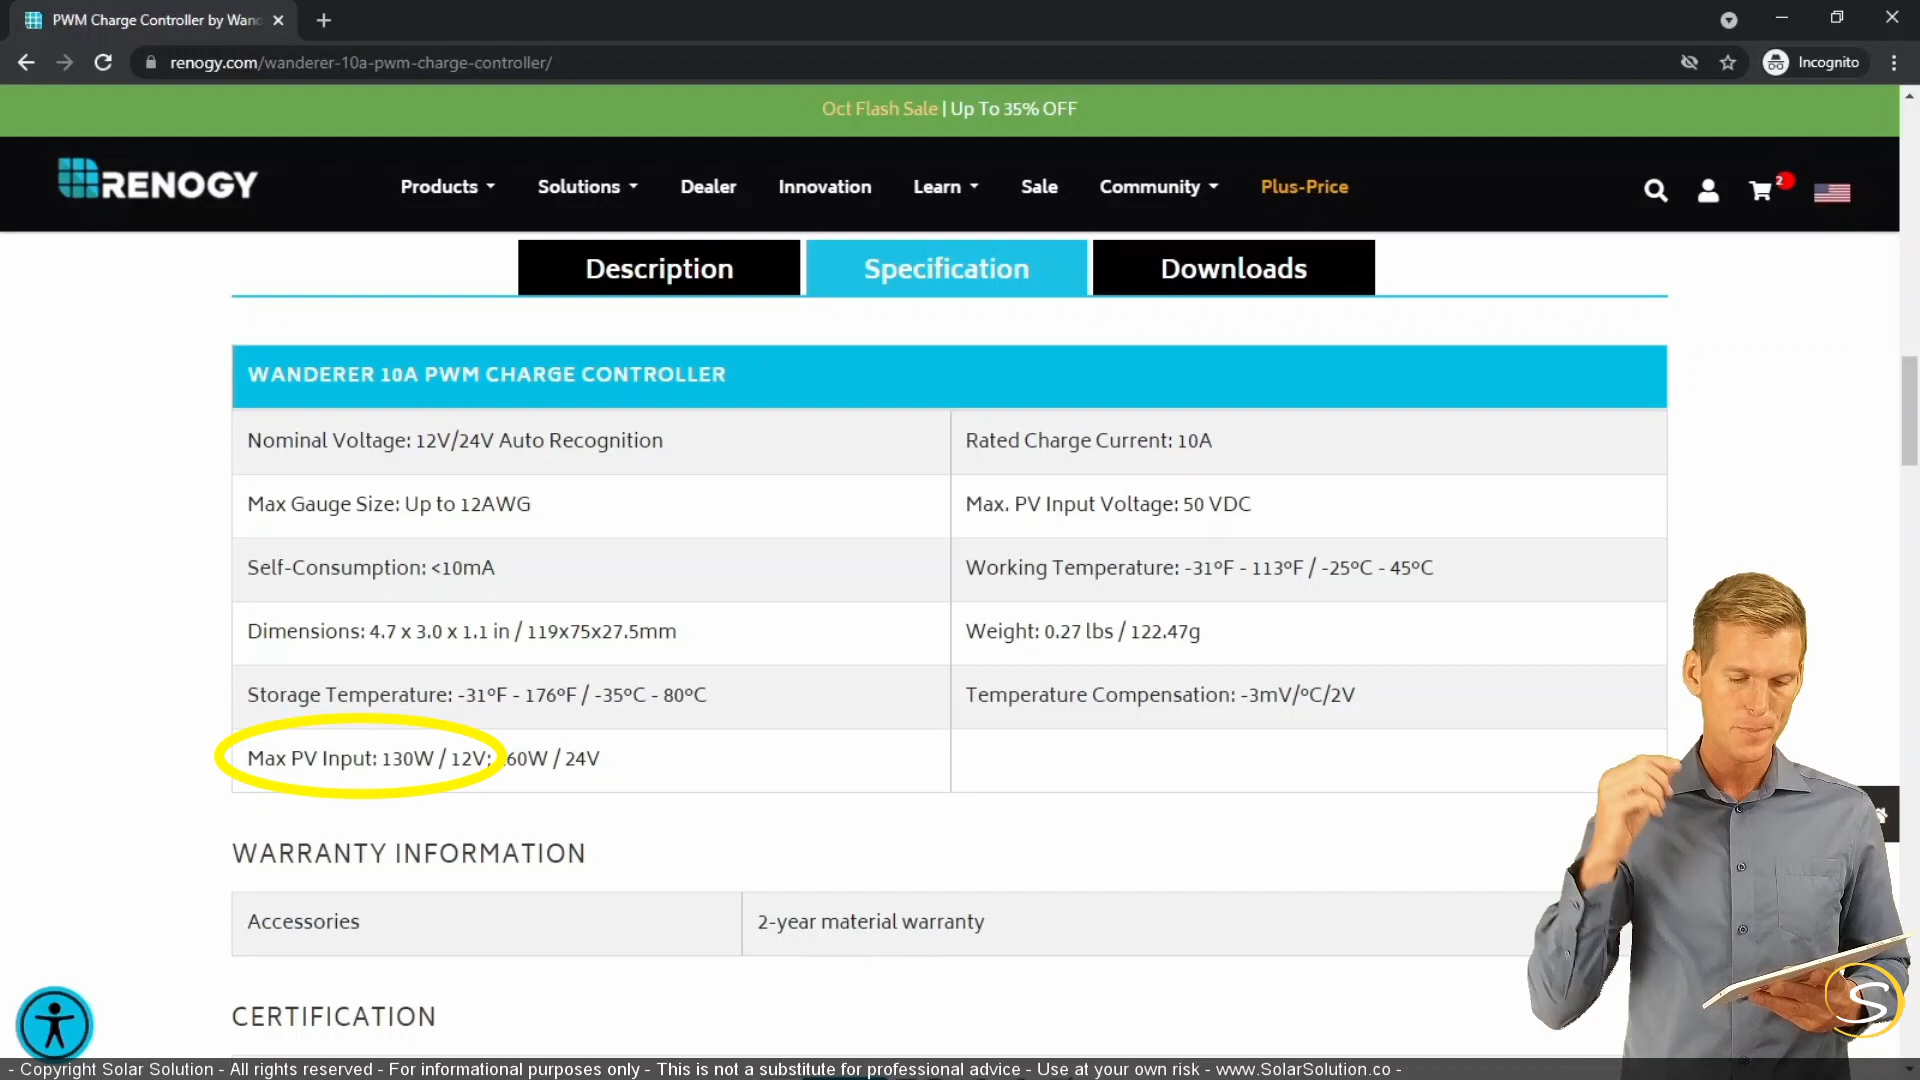 PWM Charge Controller by Wand
renogy.com/wanderer-10a-pwm-charge-controller/
Incognito
Oct Flash Sale | Up To 35% OFF
RENOGY
Products
Solutions
Dealer
Innovation
Learn
Sale
Community
Plus-Price
2
Description
Specification
Downloads
WANDERER 10A PWM CHARGE CONTROLLER
Nominal Voltage: 12V/24V Auto Recognition
Rated Charge Current: 10A
Max Gauge Size: Up to 12AWG
Max. PV Input Voltage: 50 VDC
Self-Consumption: <10mA
Working Temperature: -31°F - 113°F / -25°C - 45°C
Dimensions: 4.7 x 3.0 x 1.1 in / 119x75x27.5mm
Weight: 0.27 lbs / 122.47g
Storage Temperature: -31°F - 176°F / -35°C - 80°C
Temperature Compensation: -3mV/°C/2V
Max PV Input: 130W / 12V; 60W / 24V
WARRANTY INFORMATION
Accessories
2-year material warranty
CERTIFICATION
S
- Copyright Solar Solution - All rights reserved - For informational purposes only - This is not a substitute for professional advice - Use at your own risk - www.SolarSolution.co -